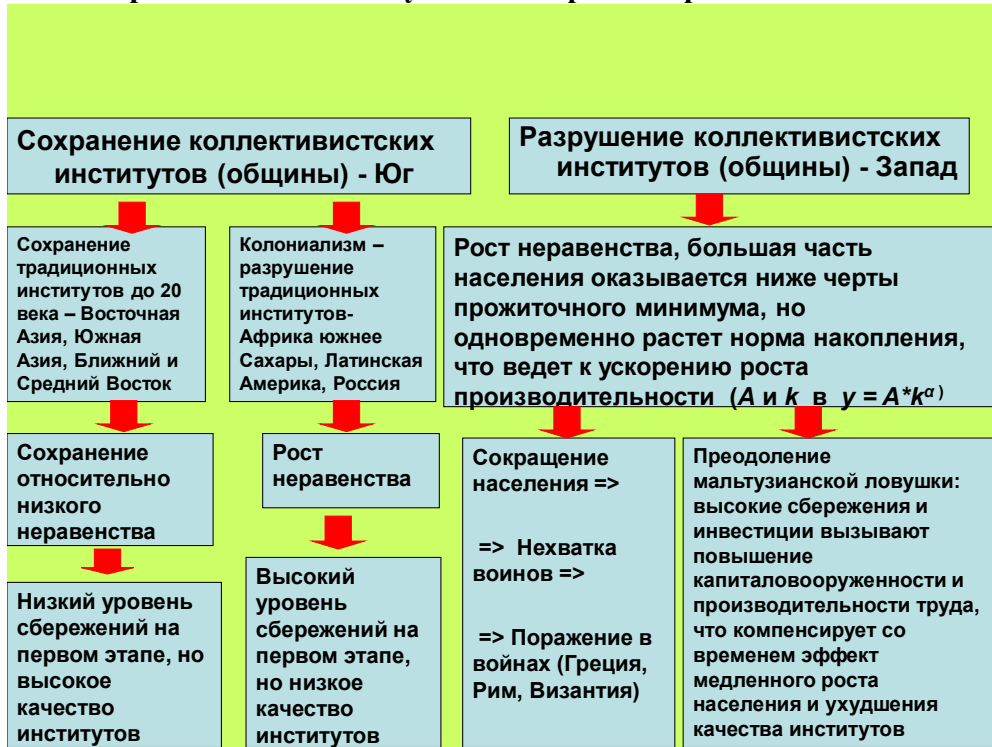 Сохранение коллективистских
институтов (общины) - Юг
Разрушение коллективистских
институтов (общины) - Запад
Сохранение
традиционных
институтов до 20
века – Восточная
Азия, Южная
Азия, Ближний и
Средний Восток
Колониализм –
разрушение
традиционных
институтов-
Африка южнее
Сахары, Латинская
Америка, Россия
Рост неравенства, большая часть
населения оказывается ниже черты
прожиточного минимума, но
одновременно растет норма накопления,
что ведет к ускорению роста
производительности (A и k в y = A*k^α )
Сохранение
относительно
низкого
неравенства
Рост
неравенства
Сокращение
населения =>
=> Нехватка
воинов =>
=> Поражение в
войнах (Греция,
Рим, Византия)
Преодоление
мальтузианской ловушки:
высокие сбережения и
инвестиции вызывают
повышение
капиталовооруженности и
производительности труда,
что компенсирует со
временем эффект
медленного роста
населения и ухудшения
качества институтов
Низкий уровень
сбережений на
первом этапе, но
высокое
качество
институтов
Высокий
уровень
сбережений на
первом этапе,
но низкое
качество
институтов